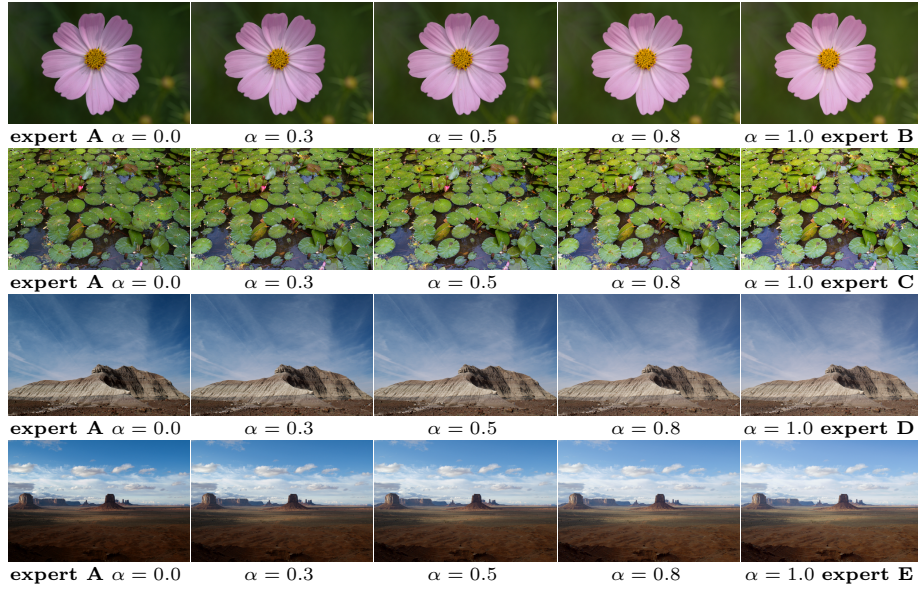 expert A α = 0.0 α = 0.3 α = 0.5 α = 0.8 α = 1.0 expert B
expert A α = 0.0 α = 0.3 α = 0.5 α = 0.8 α = 1.0 expert C
expert A α = 0.0 α = 0.3 α = 0.5 α = 0.8 α = 1.0 expert D
expert A α = 0.0 α = 0.3 α = 0.5 α = 0.8 α = 1.0 expert E